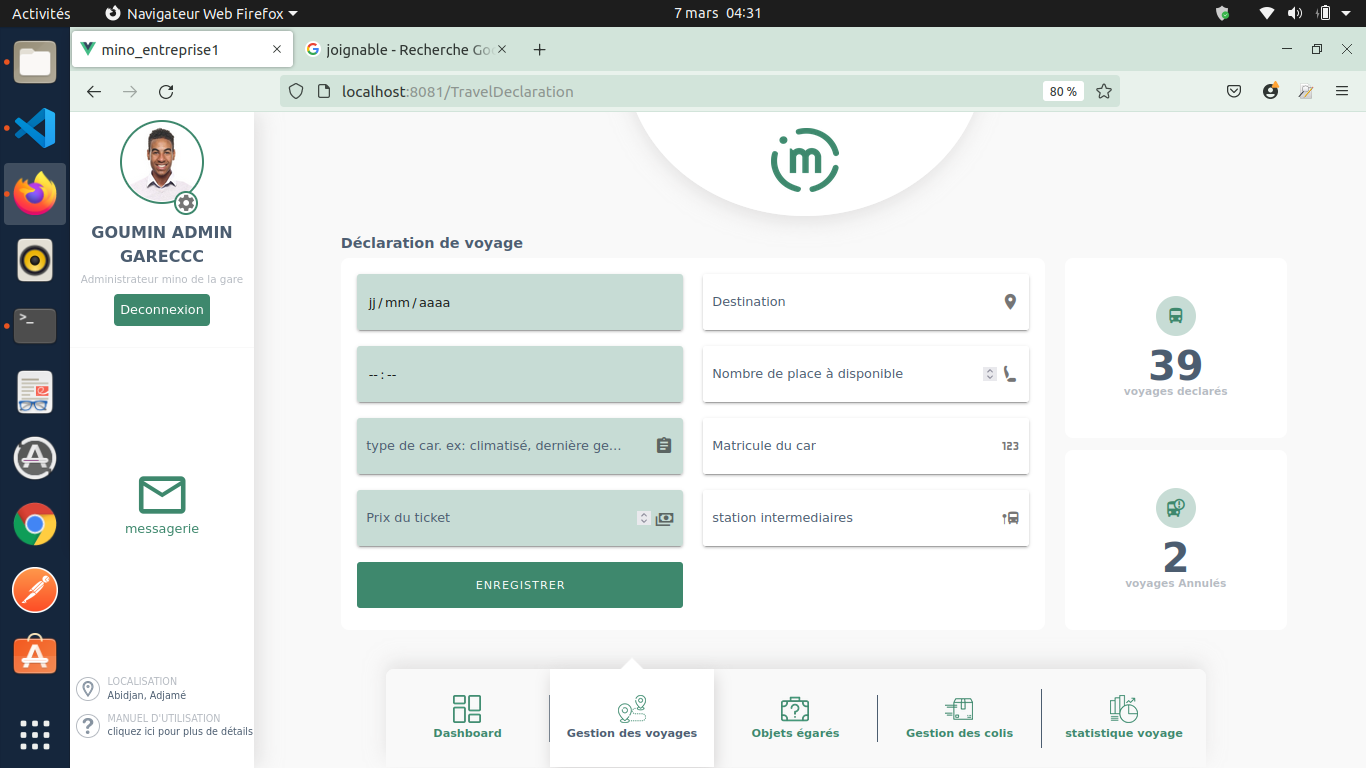 Activités
Navigateur Web Firefox
7 mars 04:31
mino_entreprise1
joignable - Recherche Goo
localhost:8081/TravelDeclaration
80 %
GOUMIN ADMIN
GARECCC
Administrateur mino de la gare
Deconnexion
messagerie
LOCALISATION
Abidjan, Adjamé
MANUEL D'UTILISATION
cliquez ici pour plus de détails
im
Déclaration de voyage
jj/mm/aaaa
Destination
--:--
Nombre de place à disponible
type de car. ex: climatisé, dernière ge...
Matricule du car
123
Prix du ticket
station intermediaires
ENREGISTRER
39
voyages declarés
2
voyages Annulés
Dashboard
Gestion des voyages
Objets égarés
Gestion des colis
statistique voyage